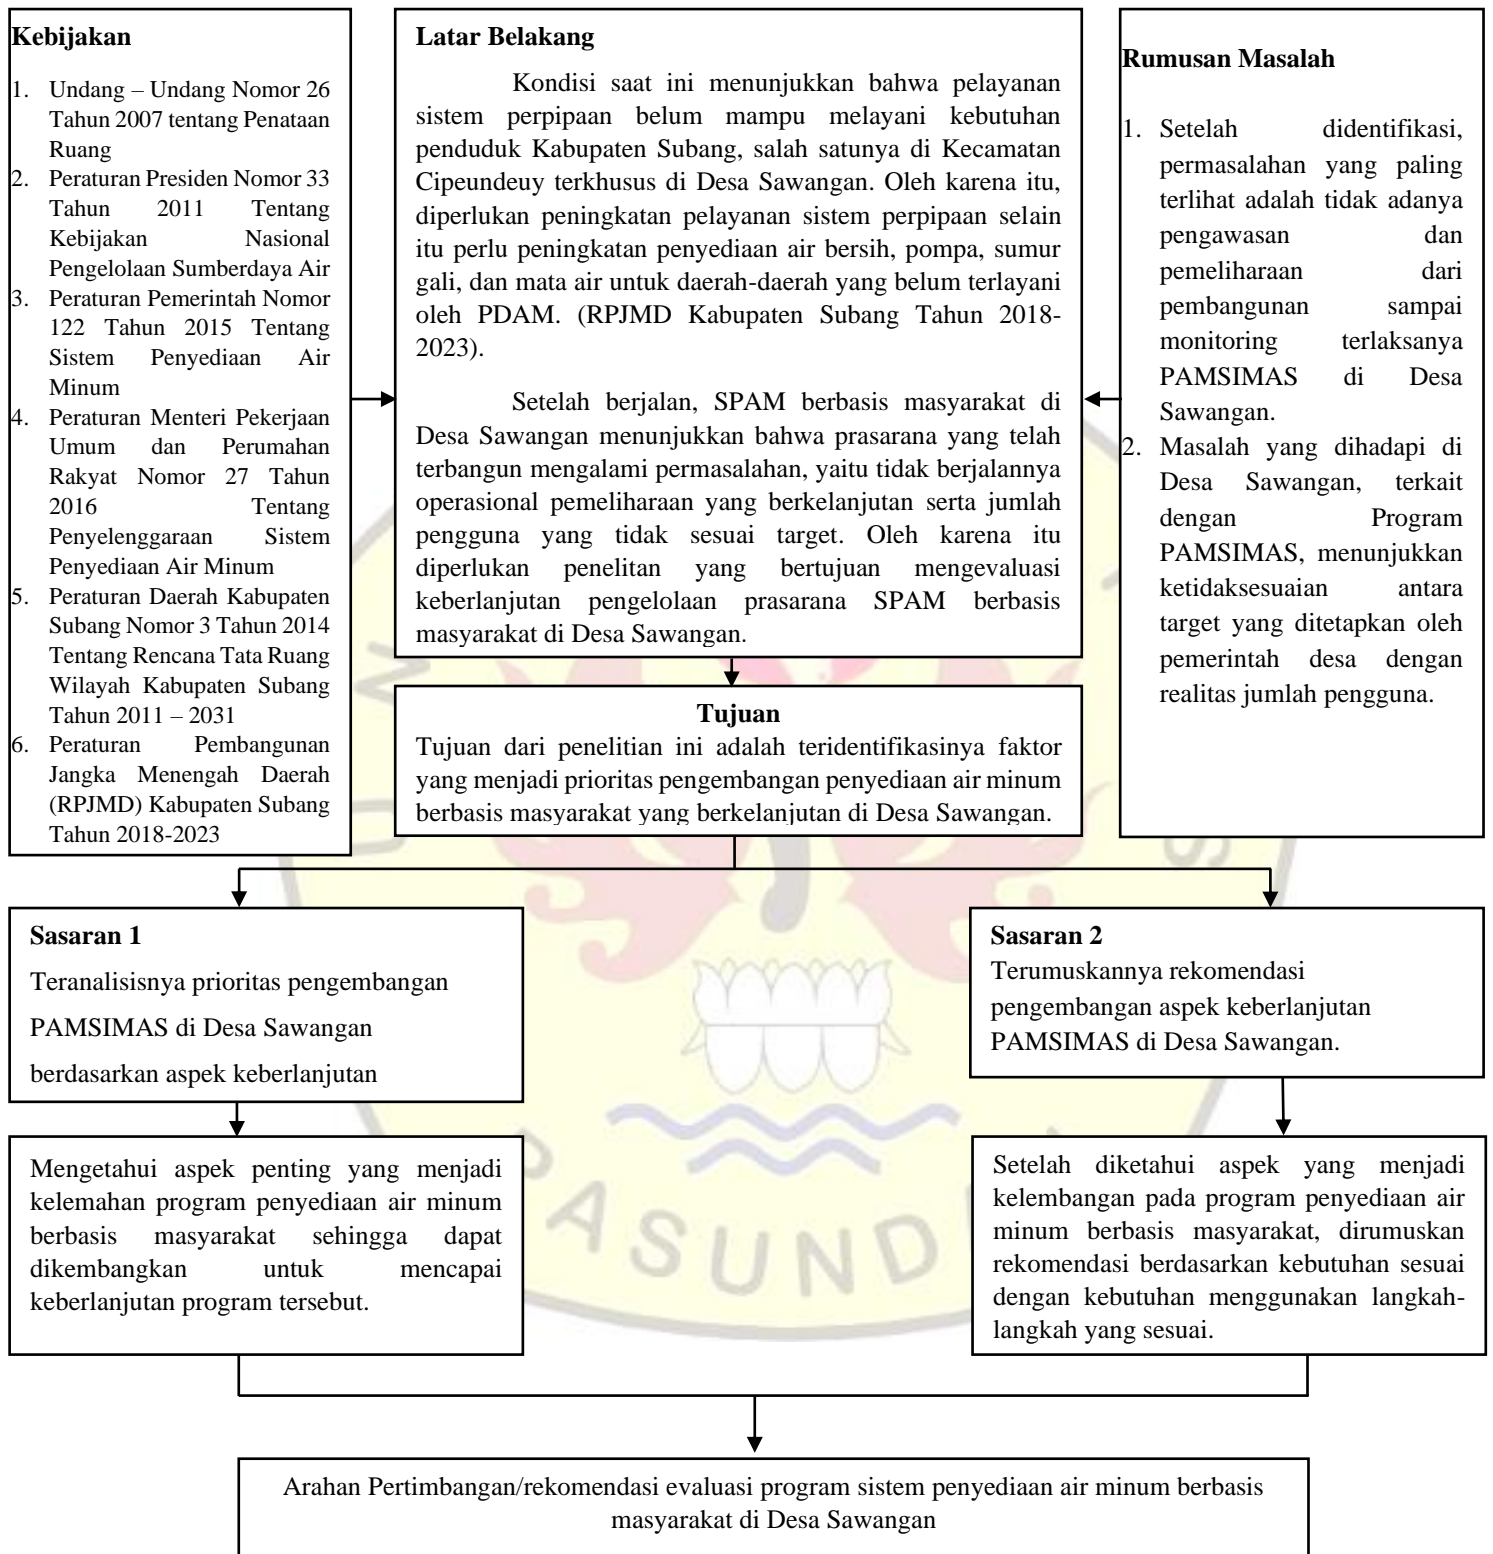 Kebijakan
1. Undang – Undang Nomor 26
Tahun 2007 tentang Penataan
Ruang
2. Peraturan Presiden Nomor 33
Tahun 2011 Tentang
Kebijakan Nasional
Pengelolaan Sumberdaya Air
3. Peraturan Pemerintah Nomor
122 Tahun 2015 Tentang
Sistem Penyediaan Air
Minum
4. Peraturan Menteri Pekerjaan
Umum dan Perumahan
Rakyat Nomor 27 Tahun
2016 Tentang
Penyelenggaraan Sistem
Penyediaan Air Minum
5. Peraturan Daerah Kabupaten
Subang Nomor 3 Tahun 2014
Tentang Rencana Tata Ruang
Wilayah Kabupaten Subang
Tahun 2011 – 2031
6. Peraturan Pembangunan
Jangka Menengah Daerah
(RPJMD) Kabupaten Subang
Tahun 2018-2023
Latar Belakang
Kondisi saat ini menunjukkan bahwa pelayanan
sistem perpipaan belum mampu melayani kebutuhan
penduduk Kabupaten Subang, salah satunya di Kecamatan
Cipeundeuy terkhusus di Desa Sawangan. Oleh karena itu,
diperlukan peningkatan pelayanan sistem perpipaan selain
itu perlu peningkatan penyediaan air bersih, pompa, sumur
gali, dan mata air untuk daerah-daerah yang belum terlayani
oleh PDAM. (RPJMD Kabupaten Subang Tahun 2018-
2023).
Setelah berjalan, SPAM berbasis masyarakat di
Desa Sawangan menunjukkan bahwa prasarana yang telah
terbangun mengalami permasalahan, yaitu tidak berjalannya
operasional pemeliharaan yang berkelanjutan serta jumlah
pengguna yang tidak sesuai target. Oleh karena itu
diperlukan penelitan yang bertujuan mengevaluasi
keberlanjutan pengelolaan prasarana SPAM berbasis
masyarakat di Desa Sawangan.
Rumusan Masalah
1. Setelah didentifikasi,
permasalahan yang paling
terlihat adalah tidak adanya
pengawasan dan
pemeliharaan dari
pembangunan sampai
monitoring terlaksanya
PAMSIMAS di Desa
Sawangan.
2. Masalah yang dihadapi di
Desa Sawangan, terkait
dengan Program
PAMSIMAS, menunjukkan
ketidaksesuaian antara
target yang ditetapkan oleh
pemerintah desa dengan
realitas jumlah pengguna.
Tujuan
Tujuan dari penelitian ini adalah teridentifikasinya faktor
yang menjadi prioritas pengembangan penyediaan air minum
berbasis masyarakat yang berkelanjutan di Desa Sawangan.
Sasaran 1
Teranalisisnya prioritas pengembangan
PAMSIMAS di Desa Sawangan
berdasarkan aspek keberlanjutan
Sasaran 2
Terumuskannya rekomendasi
pengembangan aspek keberlanjutan
PAMSIMAS di Desa Sawangan.
Mengetahui aspek penting yang menjadi
kelemahan program penyediaan air minum
berbasis masyarakat sehingga dapat
dikembangkan untuk mencapai
keberlanjutan program tersebut.
Setelah diketahui aspek yang menjadi
kelembangan pada program penyediaan air
minum berbasis masyarakat, dirumuskan
rekomendasi berdasarkan kebutuhan sesuai
dengan kebutuhan menggunakan langkah-
langkah yang sesuai.
Arahan Pertimbangan/rekomendasi evaluasi program sistem penyediaan air minum berbasis
masyarakat di Desa Sawangan